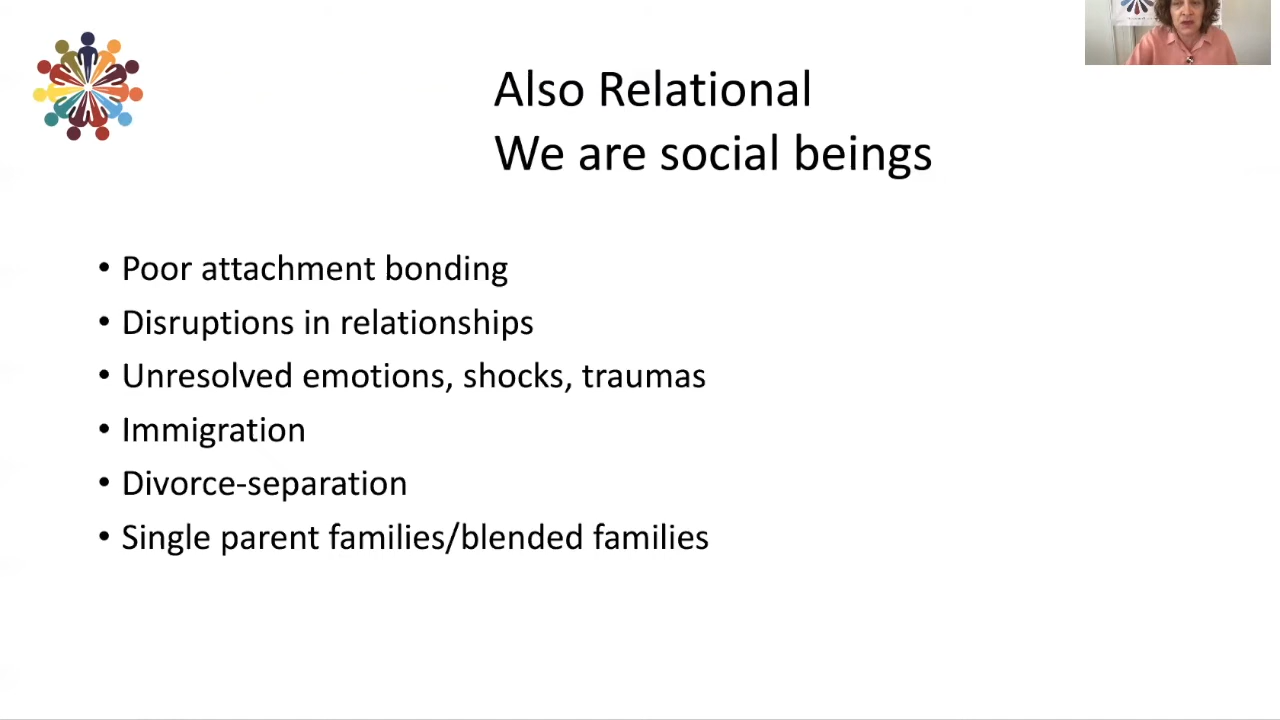 Also Relational
We are social beings
• Poor attachment bonding
• Disruptions in relationships
• Unresolved emotions, shocks, traumas
• Immigration
• Divorce-separation
• Single parent families/blended families